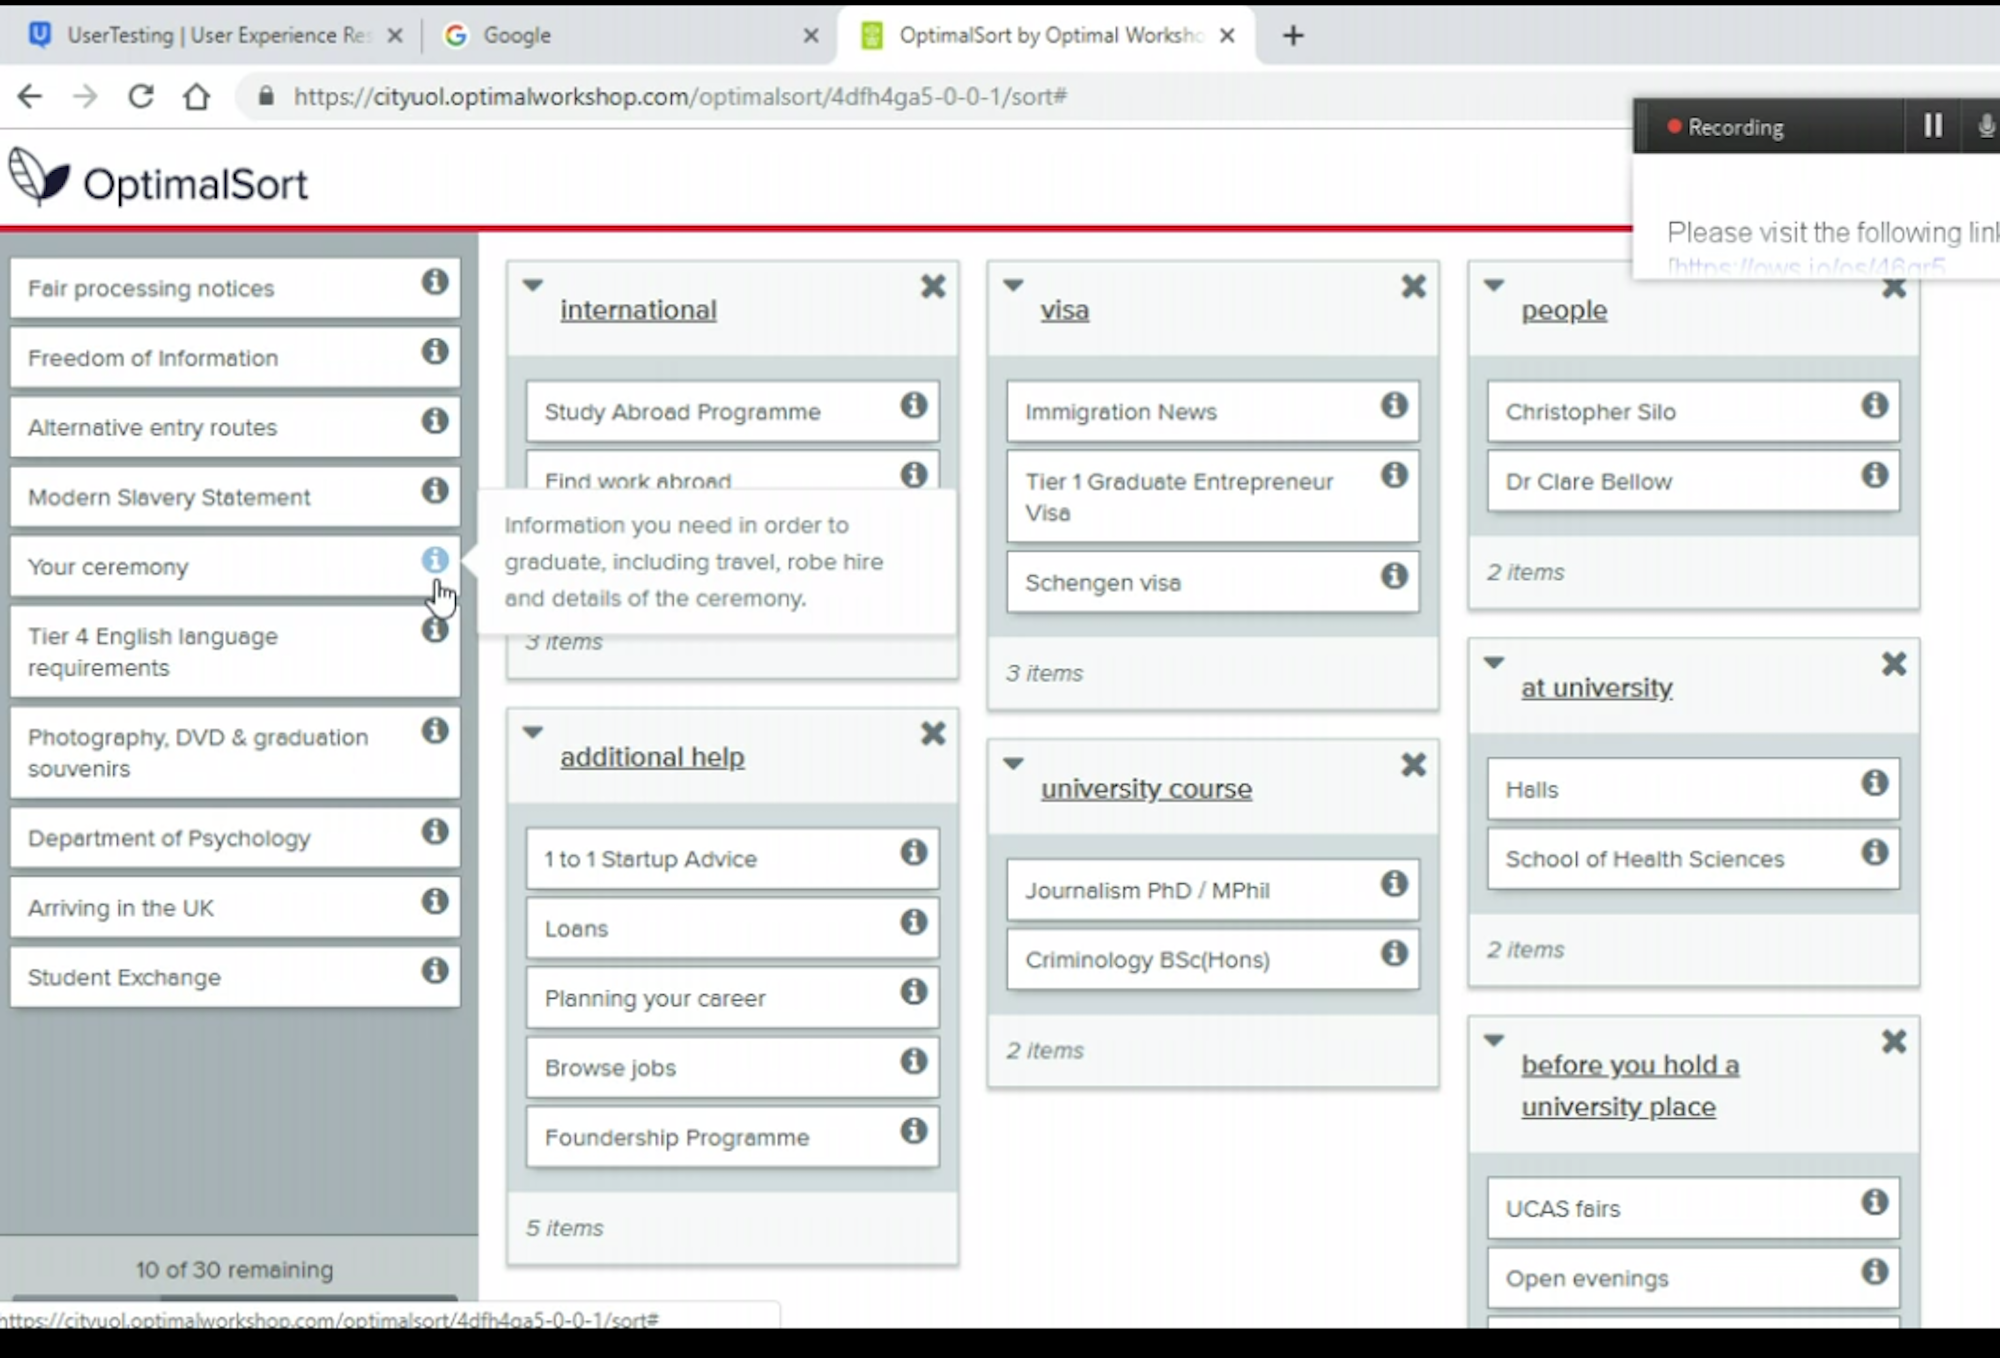 UserTesting | User Experience Re
Google
OptimalSort by Optimal Worksho
https://cityuol.optimalworkshop.com/optimalsort/4dfh4ga5-0-0-1/sort#
Recording
Please visit the following link
OptimalSort
Fair processing notices
Freedom of Information
Alternative entry routes
Modern Slavery Statement
Your ceremony
Tier 4 English language
requirements
Photography, DVD & graduation
souvenirs
Department of Psychology
Arriving in the UK
Student Exchange
10 of 30 remaining
international
Study Abroad Programme
Find work abroad
Information you need in order to
graduate, including travel, robe hire
and details of the ceremony.
3 items
additional help
1 to 1 Startup Advice
Loans
Planning your career
Browse jobs
Foundership Programme
5 items
visa
Immigration News
Tier 1 Graduate Entrepreneur
Visa
Schengen visa
3 items
university course
Journalism PhD / MPhil
Criminology BSc(Hons)
2 items
people
Christopher Silo
Dr Clare Bellow
2 items
at university
Halls
School of Health Sciences
2 items
before you hold a
university place
UCAS fairs
Open evenings
https://cityuol.optimalworkshop.com/optimalsort/4dfh4ga5-0-0-1/sort#